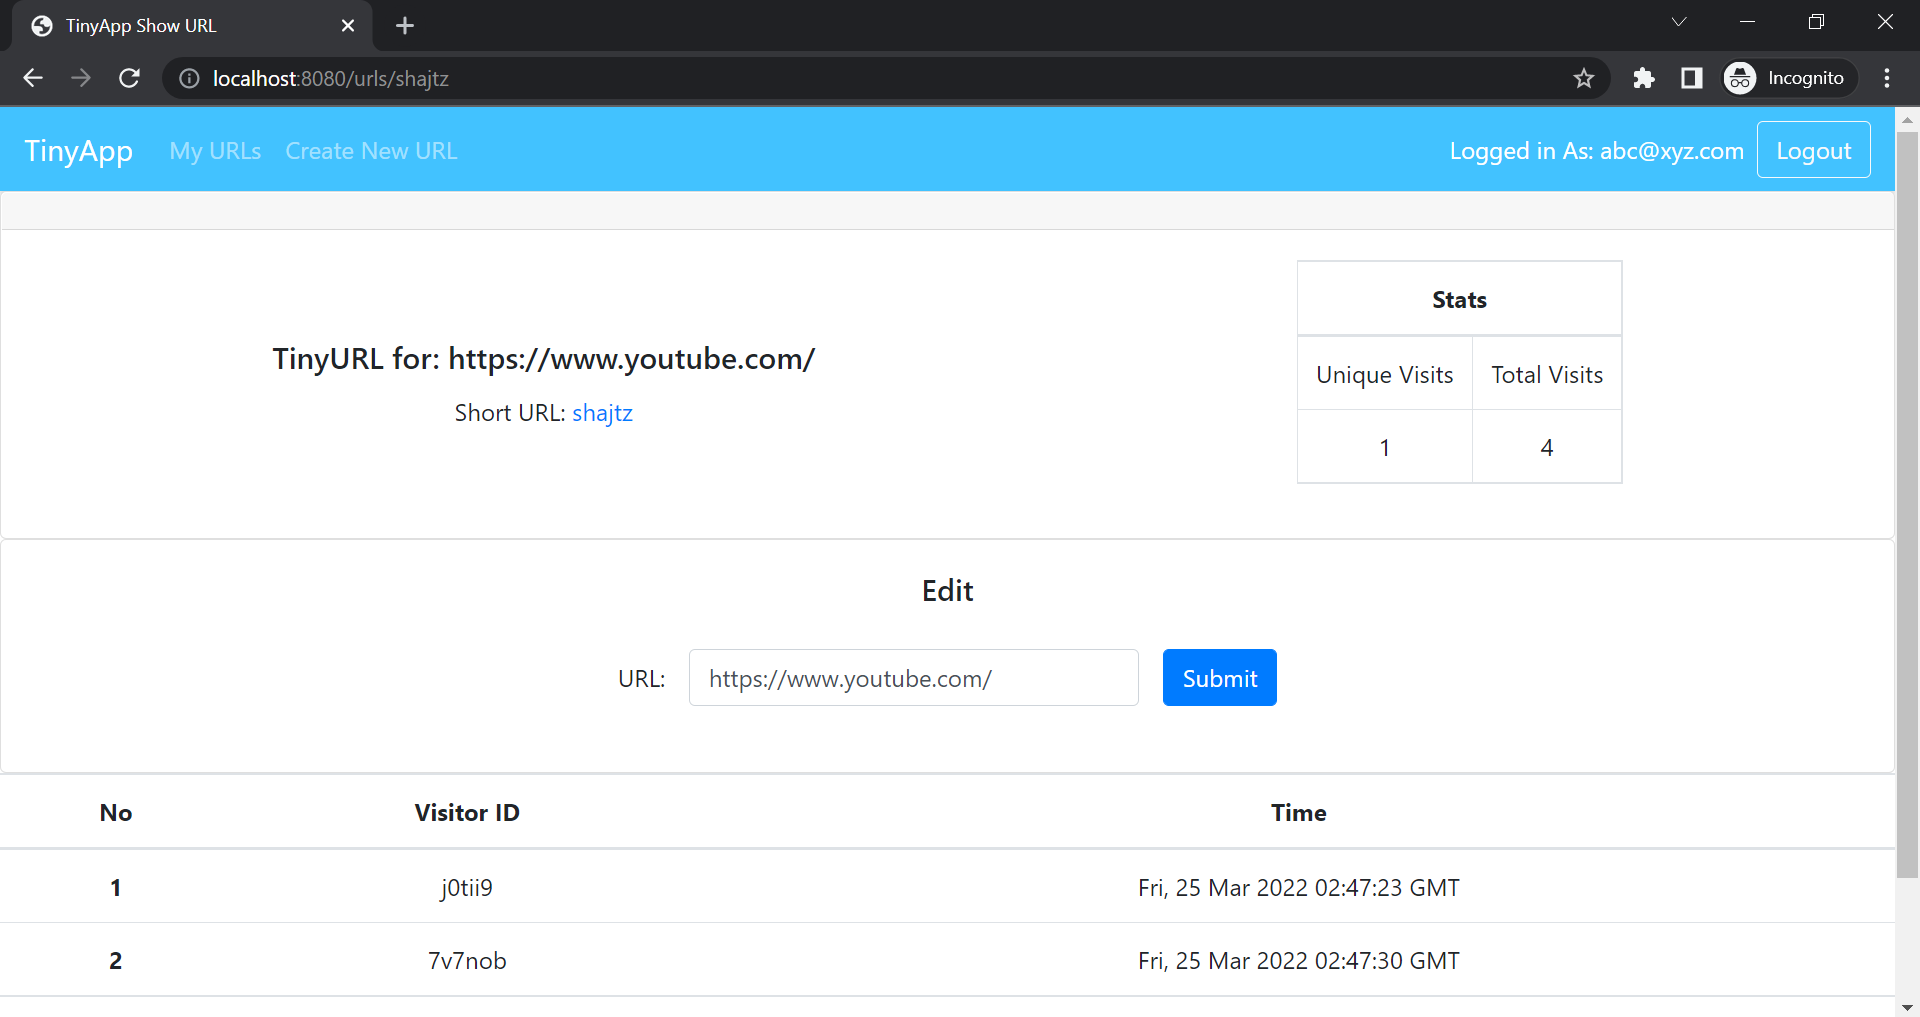 TinyApp Show URL
localhost:8080/urls/shajtz
Incognito
TinyApp My URLs Create New URL Logged in As: abc@xyz.com Logout
Stats
TinyURL for: https://www.youtube.com/
Unique Visits Total Visits
Short URL: shajtz
1 4
Edit
URL: https://www.youtube.com/ Submit
No Visitor ID Time
1 j0tii9 Fri, 25 Mar 2022 02:47:23 GMT
2 7v7nob Fri, 25 Mar 2022 02:47:30 GMT